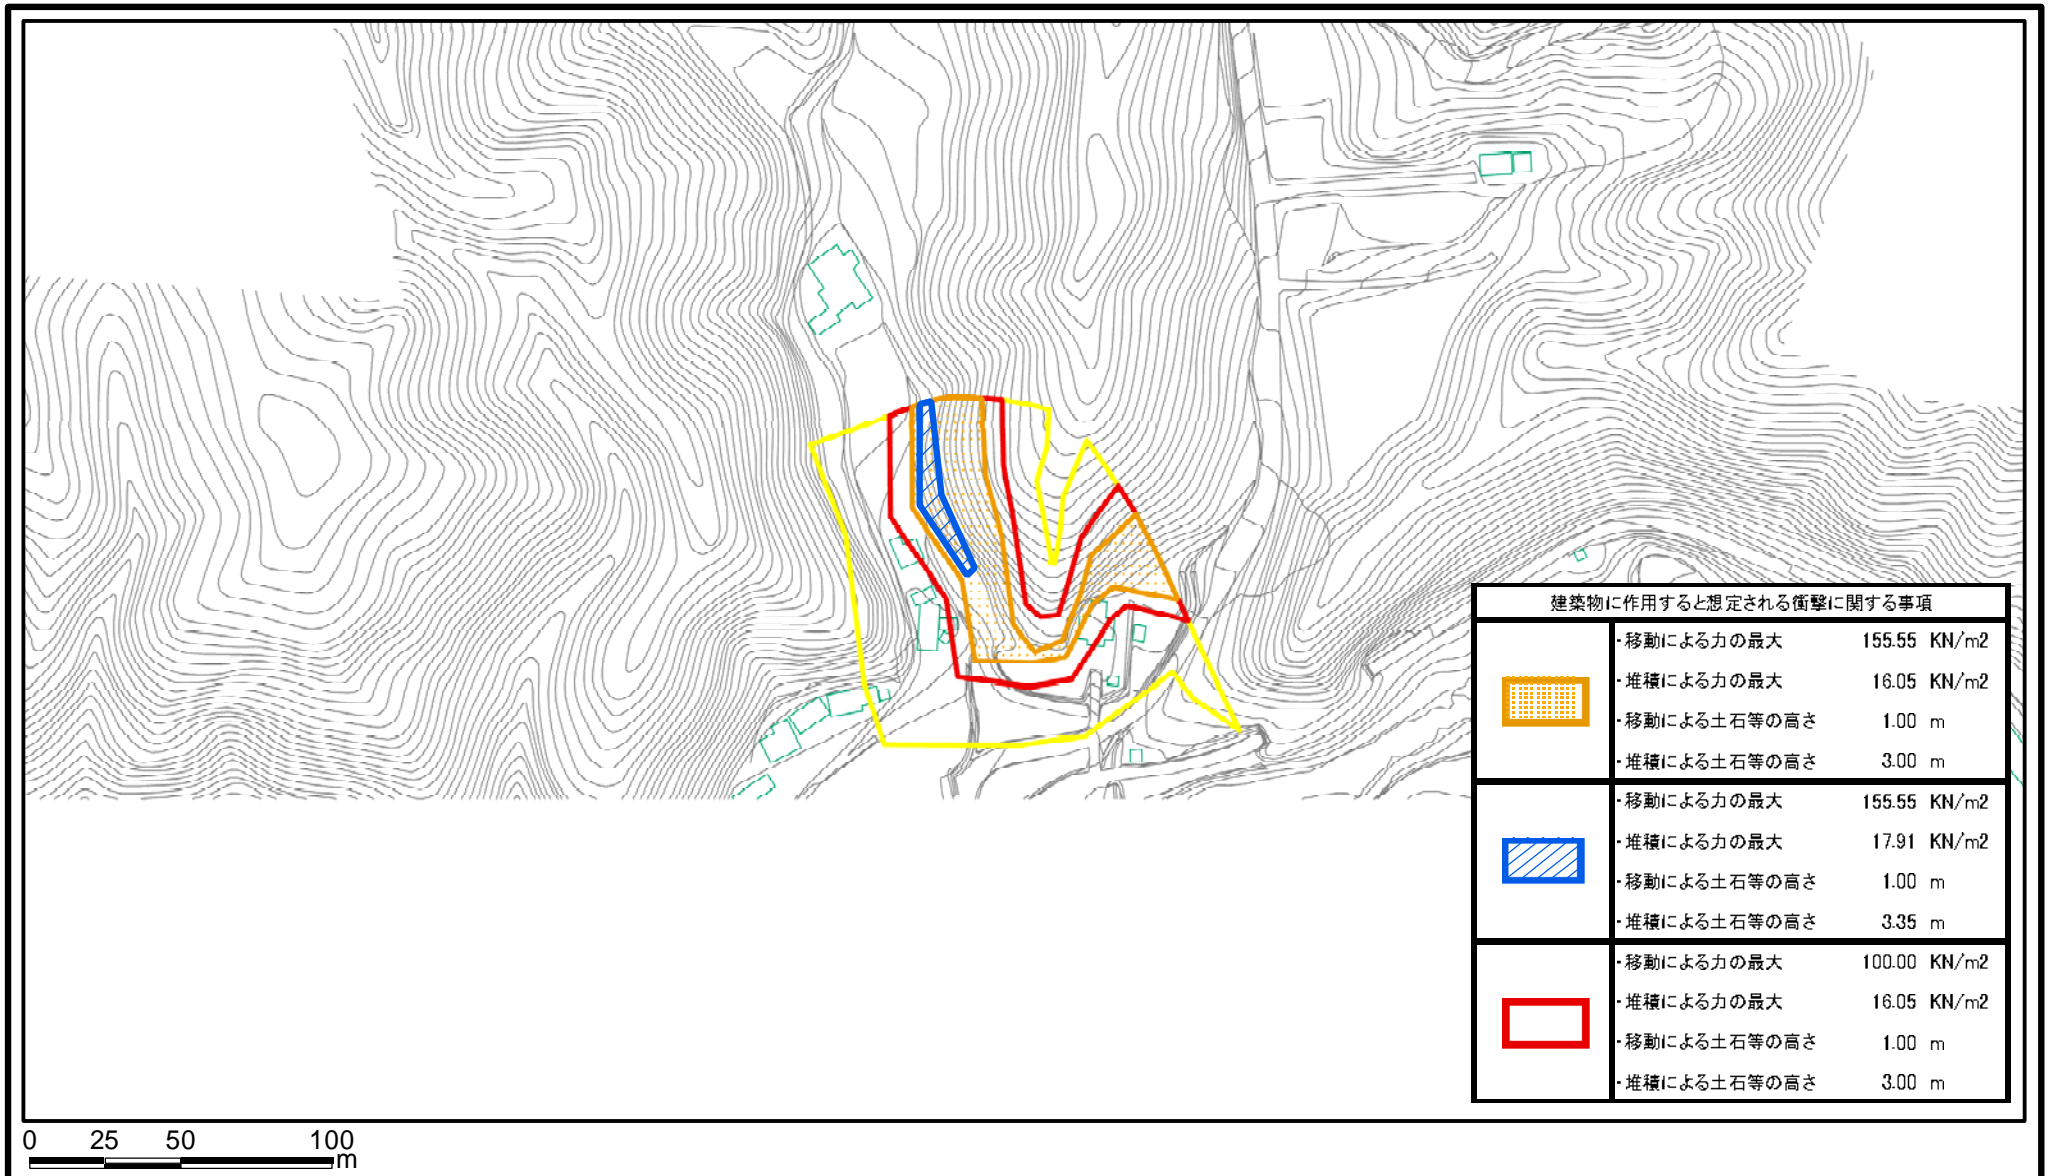 建築物に作用すると想定される衝撃に関する事項
・移動による力の最大 155.55 KN/m2
・堆積による力の最大 16.05 KN/m2
・移動による土石等の高さ 1.00 m
・堆積による土石等の高さ 3.00 m
・移動による力の最大 155.55 KN/m2
・堆積による力の最大 17.91 KN/m2
・移動による土石等の高さ 1.00 m
・堆積による土石等の高さ 3.35 m
・移動による力の最大 100.00 KN/m2
・堆積による力の最大 16.05 KN/m2
・移動による土石等の高さ 1.00 m
・堆積による土石等の高さ 3.00 m
0 25 50 100
m